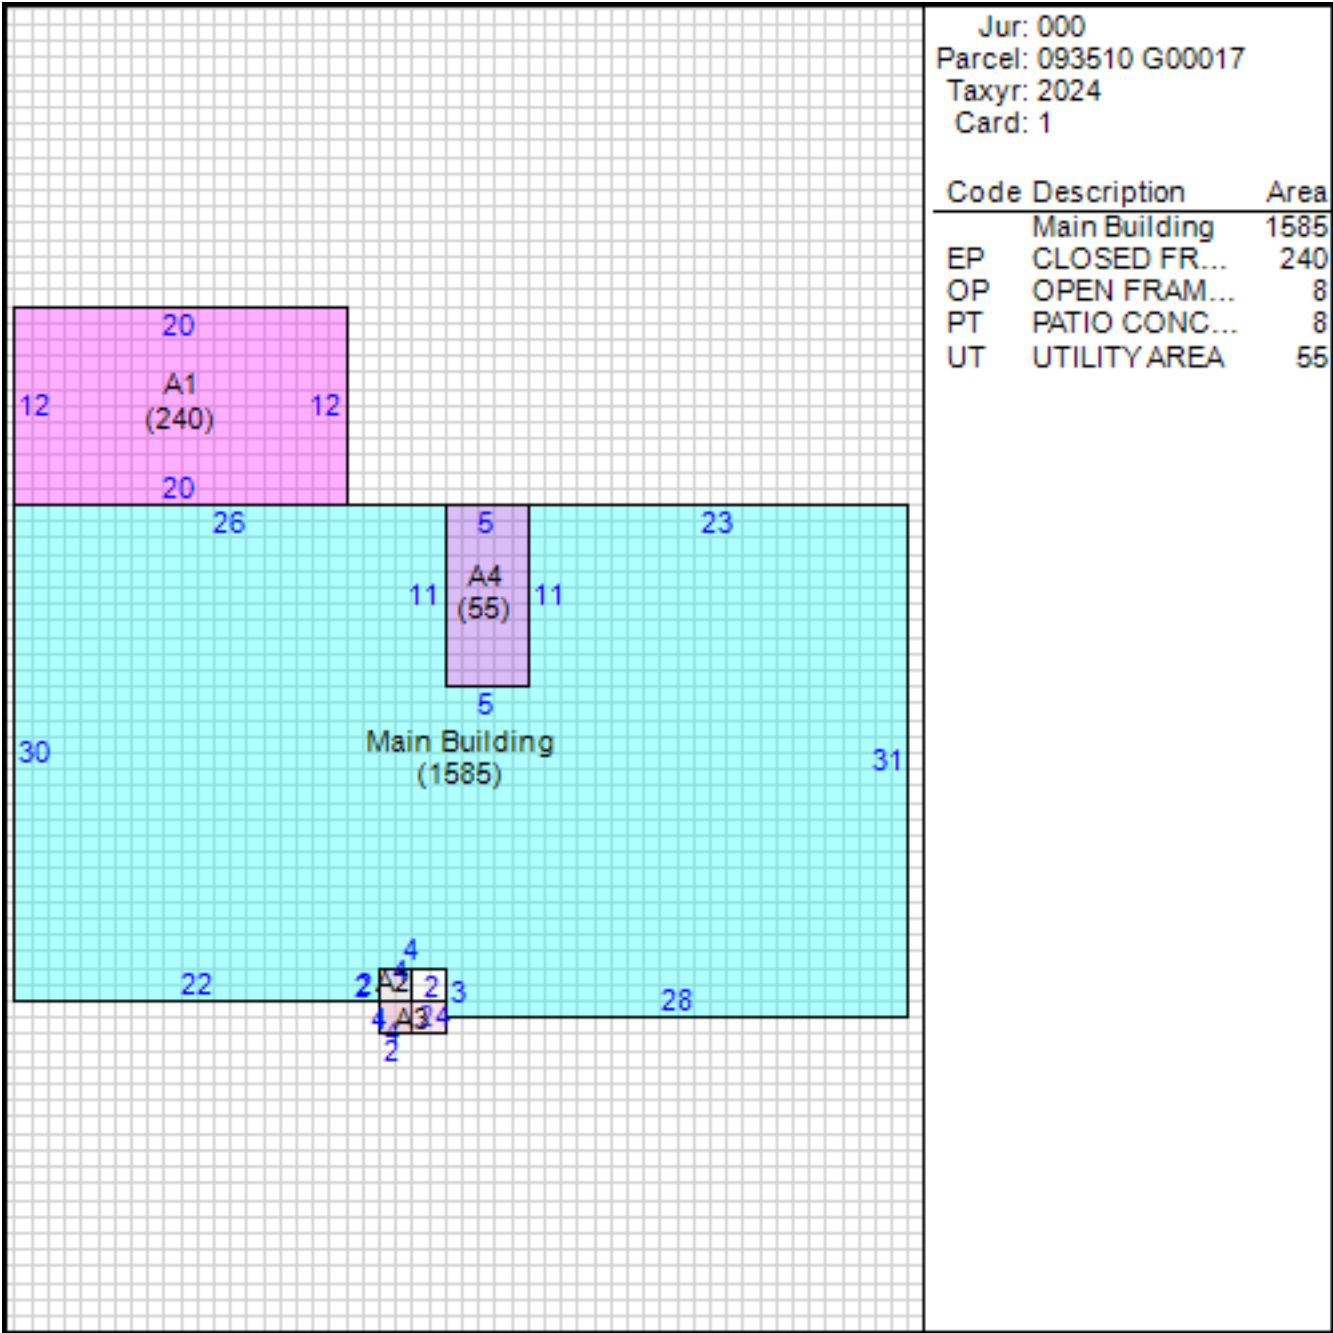 Jur: 000
Parcel: 093510 G00017
Taxyr: 2024
Card: 1
Code Description Area
Main Building 1585
EP CLOSED FR... 240
OP OPEN FRAM... 8
PT PATIO CONC... 8
UT UTILITY AREA 55
20
A1
12 12
(240)
20
26 5 23
A4
11 11
(55)
5
Main Building
30 31
(1585)
4
4
22 2 A2 2 3 28
4 A3 4
2